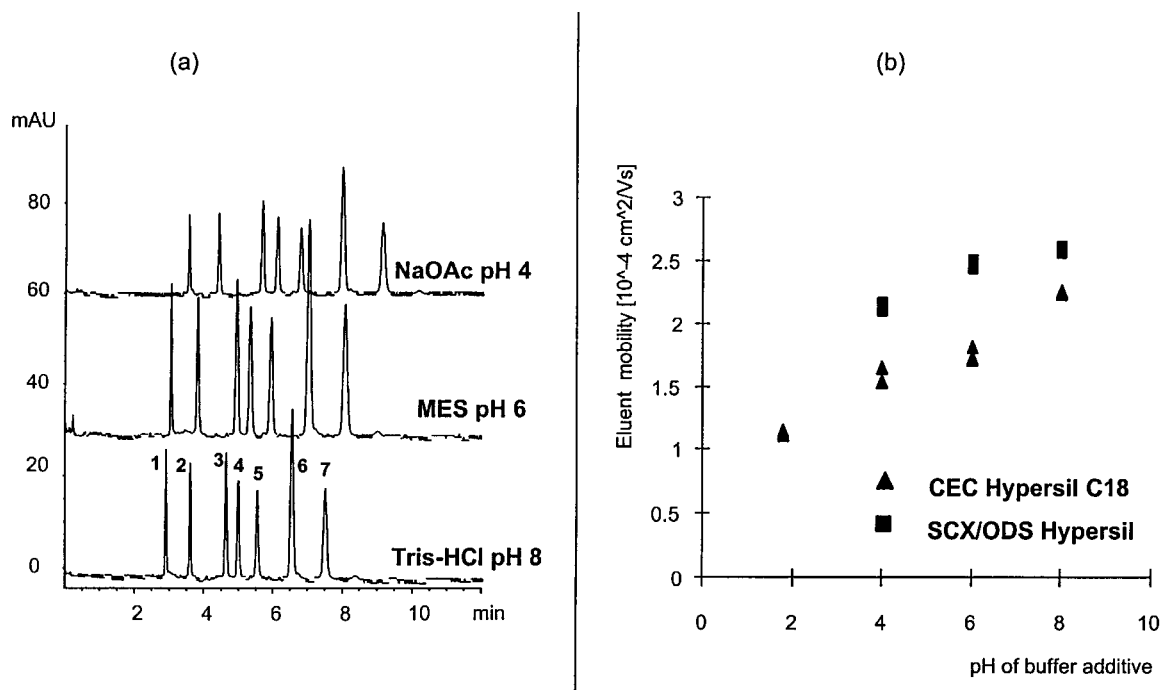 (a)
mAU
80
60
40
20
0
NaOAc pH 4
MES pH 6
1 2 3 4 5 6 7
Tris-HCl pH 8
2 4 6 8 10 min
(b)
Eluent mobility [10^-4 cm^2/Vs]
3
2.5
2
1.5
1
0.5
0
CEC Hypersil C18
SCX/ODS Hypersil
0 2 4 6 8 10
pH of buffer additive